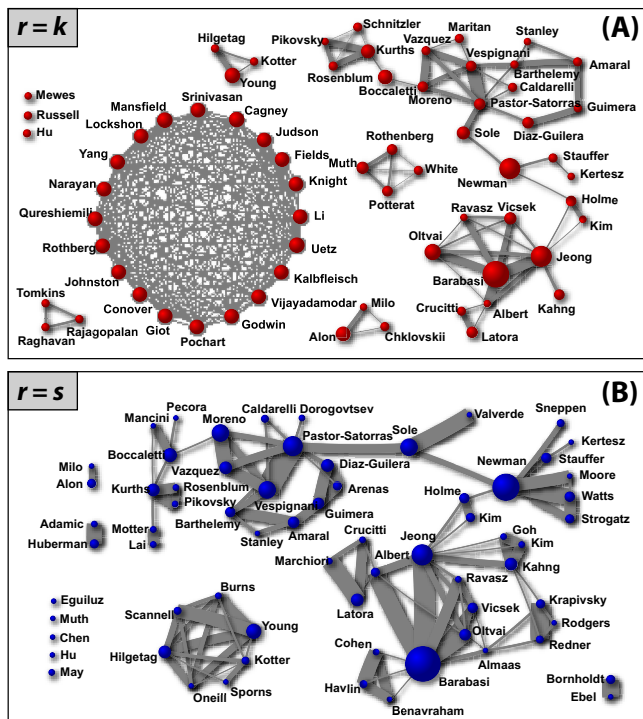 r = k
(A)
Hilgetag
Kotter
Young
Pikovsky
Schnitzler
Kurths
Rosenblum
Boccaletti
Vazquez
Maritan
Stanley
Vespignani
Barthelemy
Amaral
Caldarelli
Moreno
Pastor-Satorras
Guimera
Sole
Diaz-Guilera
Mewes
Russell
Hu
Mansfield
Srinivasan
Cagney
Lockshon
Judson
Yang
Fields
Narayan
Knight
Qureshiemili
Li
Rothberg
Uetz
Johnston
Kalbfleisch
Conover
Vijayadamodar
Giot
Godwin
Pochart
Rothenberg
Muth
White
Potterat
Newman
Stauffer
Kertesz
Holme
Kim
Ravasz
Vicsek
Oltvai
Jeong
Barabasi
Kahng
Crucitti
Albert
Latora
Tomkins
Rajagopalan
Raghavan
Milo
Alon
Chklovskii
r = s
(B)
Pecora
Mancini
Moreno
Caldarelli
Dorogovtsev
Sole
Valverde
Sneppen
Boccaletti
Pastor-Satorras
Kertesz
Milo
Alon
Vazquez
Diaz-Guilera
Newman
Stauffer
Kurths
Rosenblum
Arenas
Moore
Pikovsky
Vespignani
Guimera
Holme
Watts
Adamic
Motter
Barthelemy
Huberman
Lai
Stanley
Amaral
Crucitti
Jeong
Kim
Strogatz
Goh
Marchiori
Albert
Kim
Kahng
Eguiluz
Burns
Ravasz
Muth
Scannell
Latora
Vicsek
Krapivsky
Chen
Young
Oltvai
Rodgers
Hu
Cohen
Redner
May
Hilgetag
Kotter
Almaas
Oneill
Sporns
Havlin
Barabasi
Bornholdt
Benavraham
Ebel